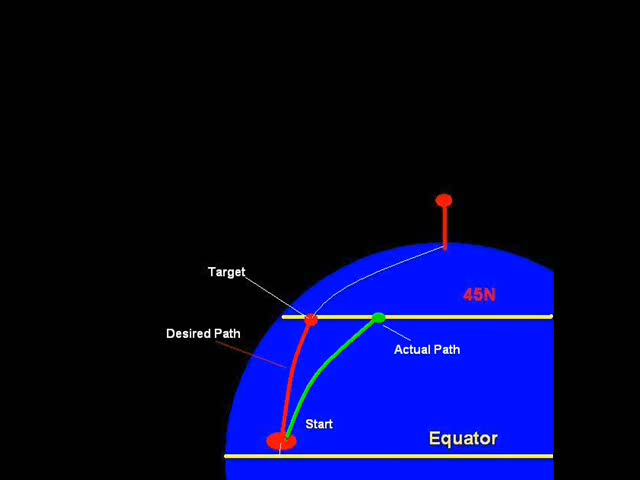 45N
Target
Desired Path
Actual Path
Start
Equator